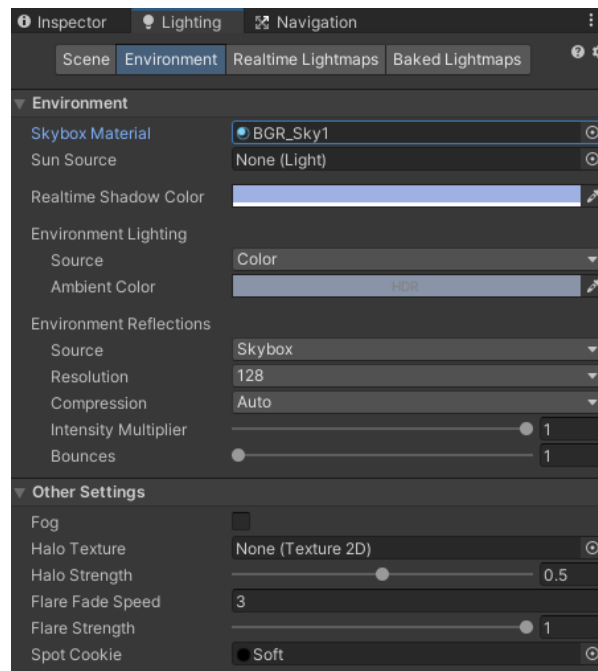 Inspector Lighting Navigation
Scene Environment Realtime Lightmaps Baked Lightmaps
Environment
Skybox Material BGR_Sky1
Sun Source None (Light)
Realtime Shadow Color
Environment Lighting
Source Color
Ambient Color HDR
Environment Reflections
Source Skybox
Resolution 128
Compression Auto
Intensity Multiplier 1
Bounces 1
Other Settings
Fog
Halo Texture None (Texture 2D)
Halo Strength 0.5
Flare Fade Speed 3
Flare Strength 1
Spot Cookie Soft